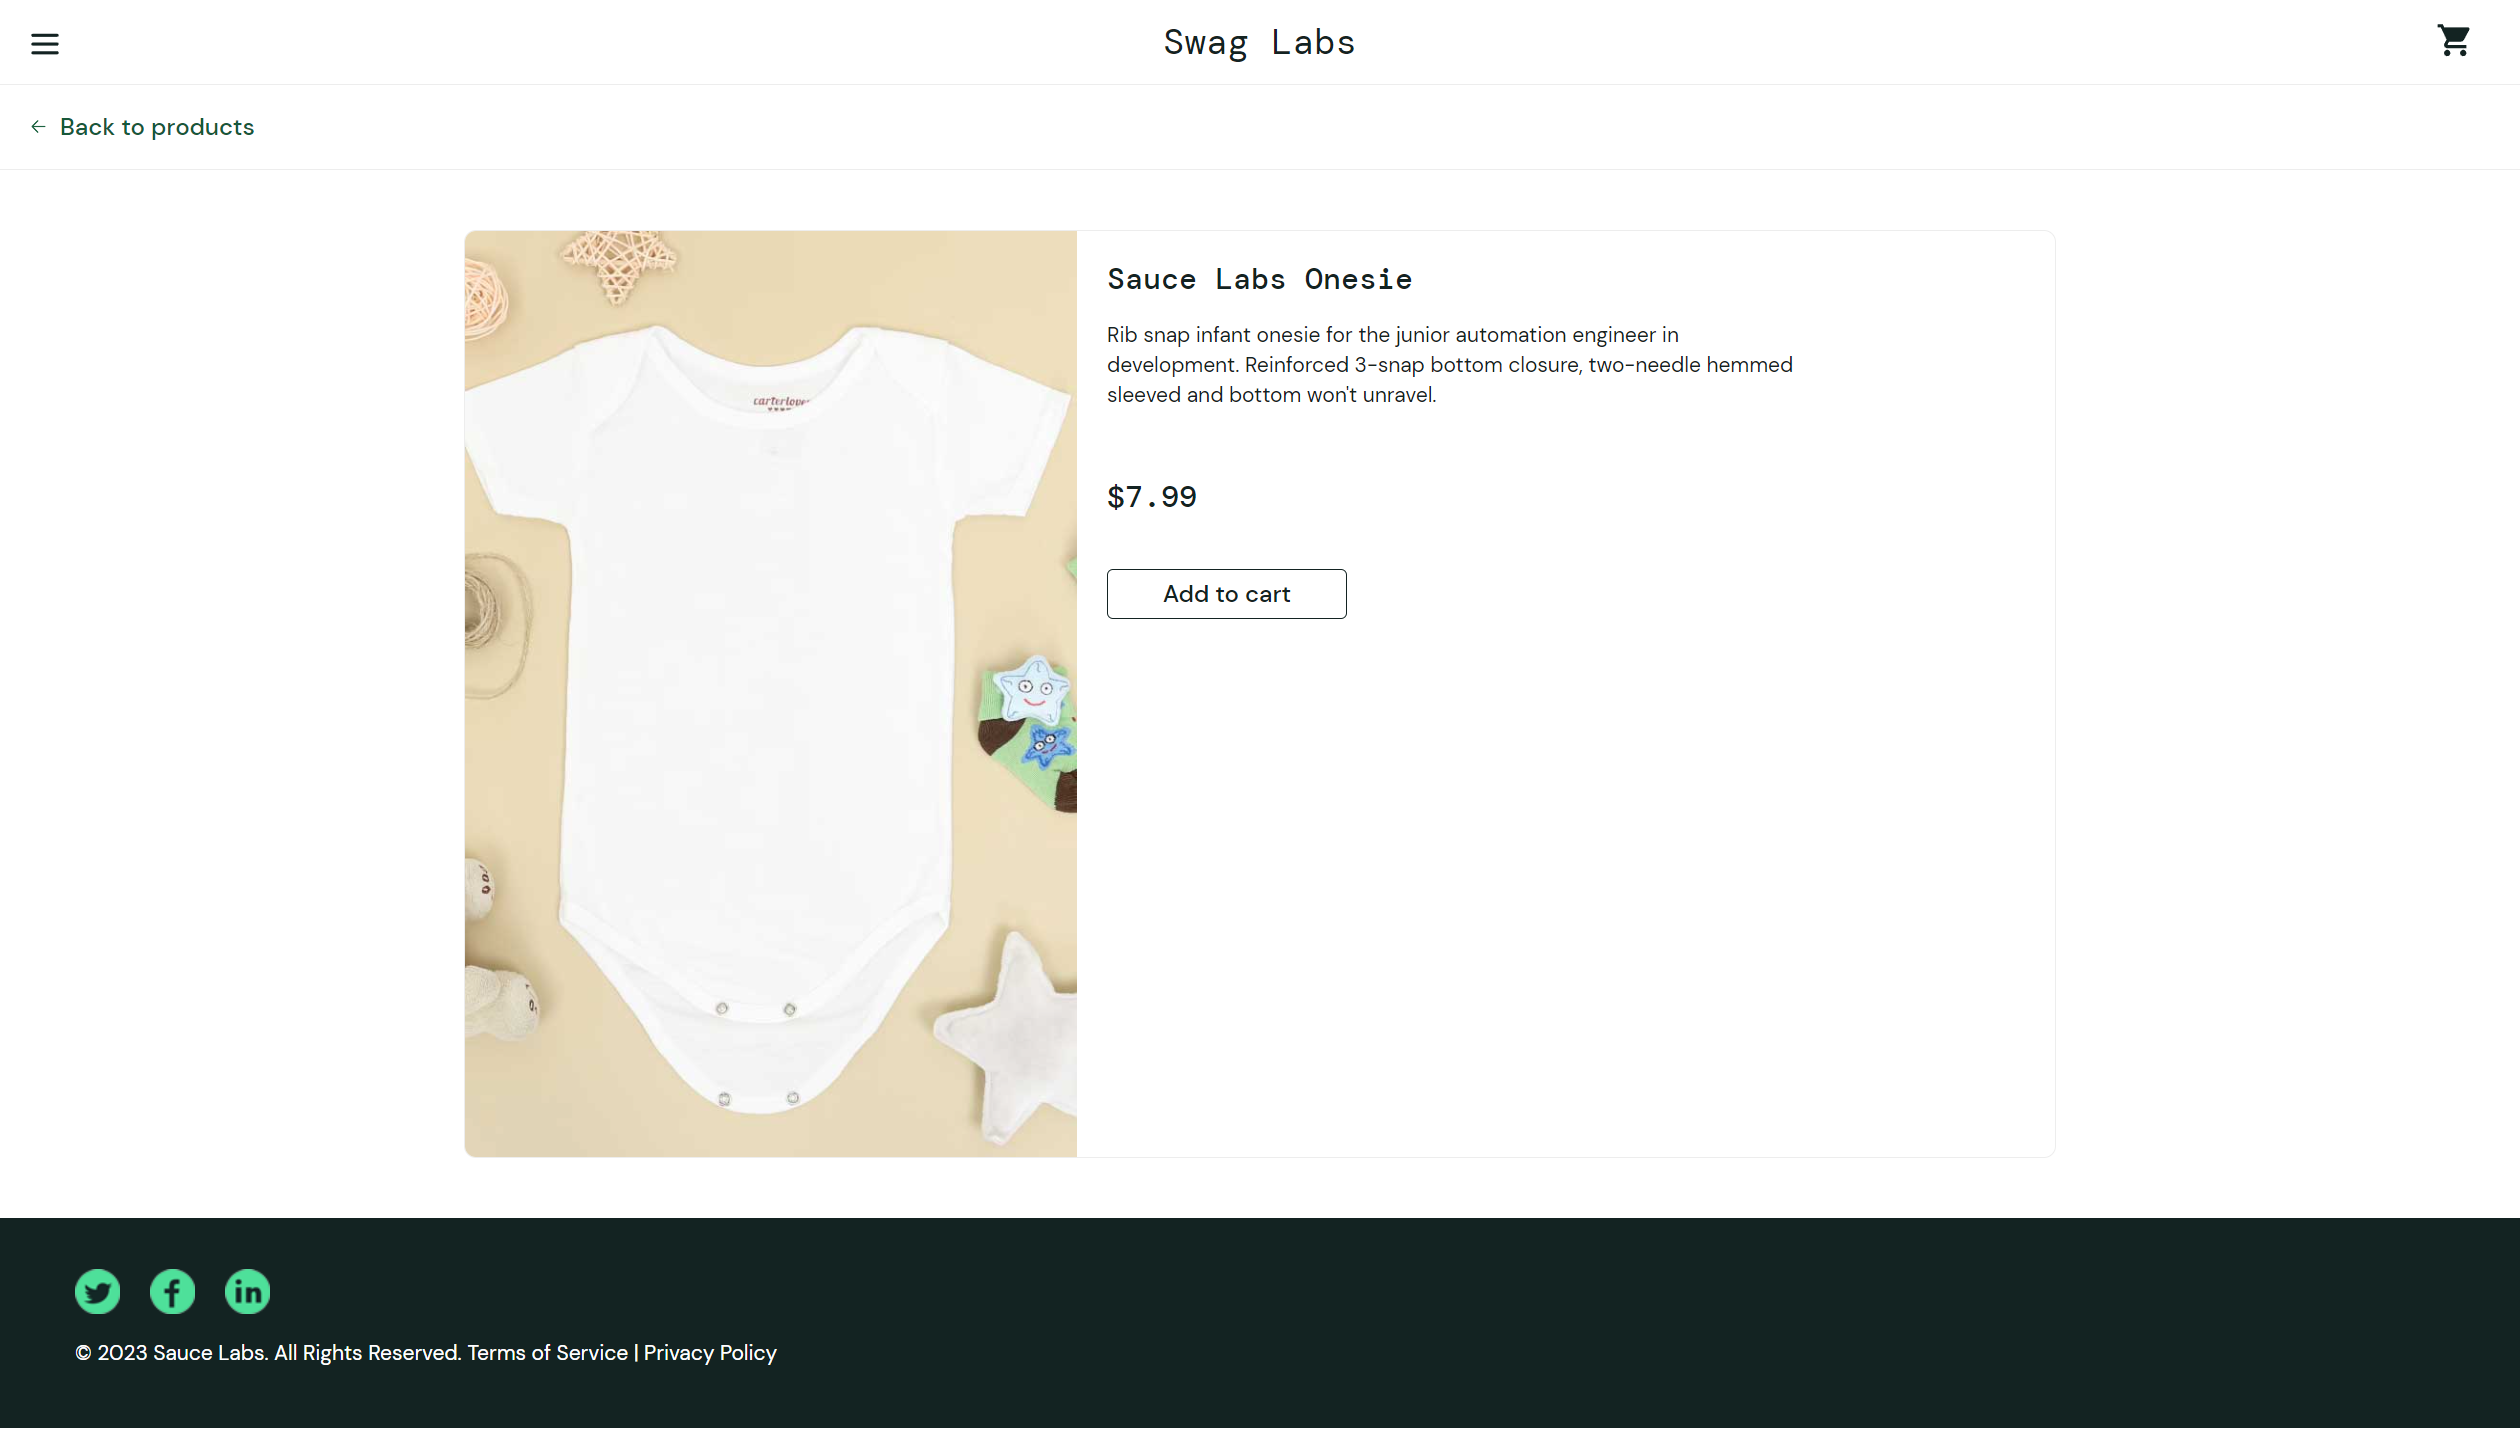 Swag Labs
Back to products
Sauce Labs Onesie
Rib snap infant onesie for the junior automation engineer in
development. Reinforced 3-snap bottom closure, two-needle hemmed
sleeved and bottom won't unravel.
$7.99
Add to cart
© 2023 Sauce Labs. All Rights Reserved. Terms of Service | Privacy Policy